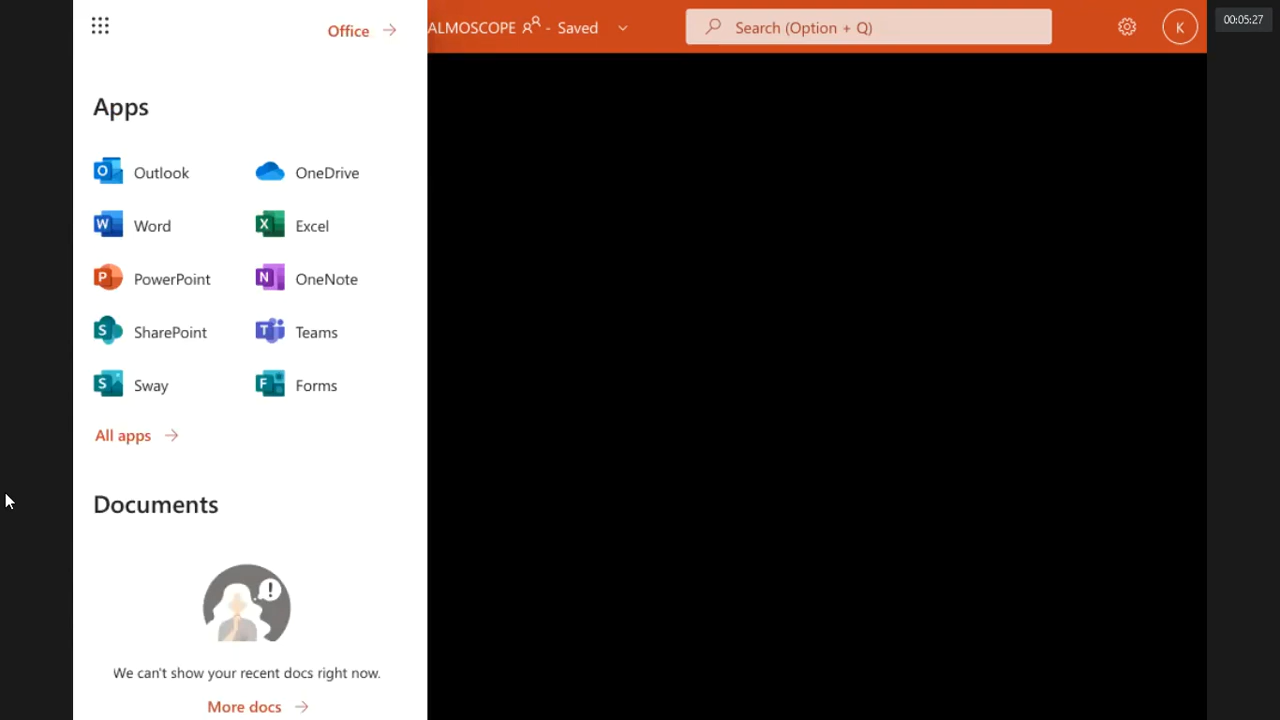 Office
ALMOSCOPE - Saved
Search (Option + Q)
K
00:05:27
Apps
Outlook
OneDrive
Word
Excel
PowerPoint
OneNote
SharePoint
Teams
Sway
Forms
All apps
Documents
We can't show your recent docs right now.
More docs